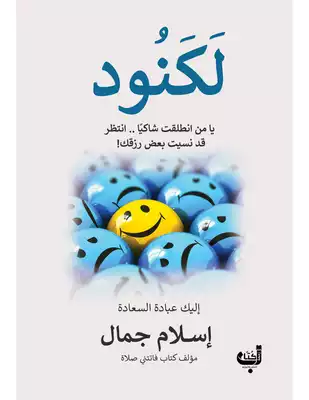 لَكَنُود
يا من انطلقت شاكيًا .. انتظر
قد نسيت بعض رزقك!
إليك عبادة السعادة
إسلام جمال
مؤلف كتاب فاتتني صلاة